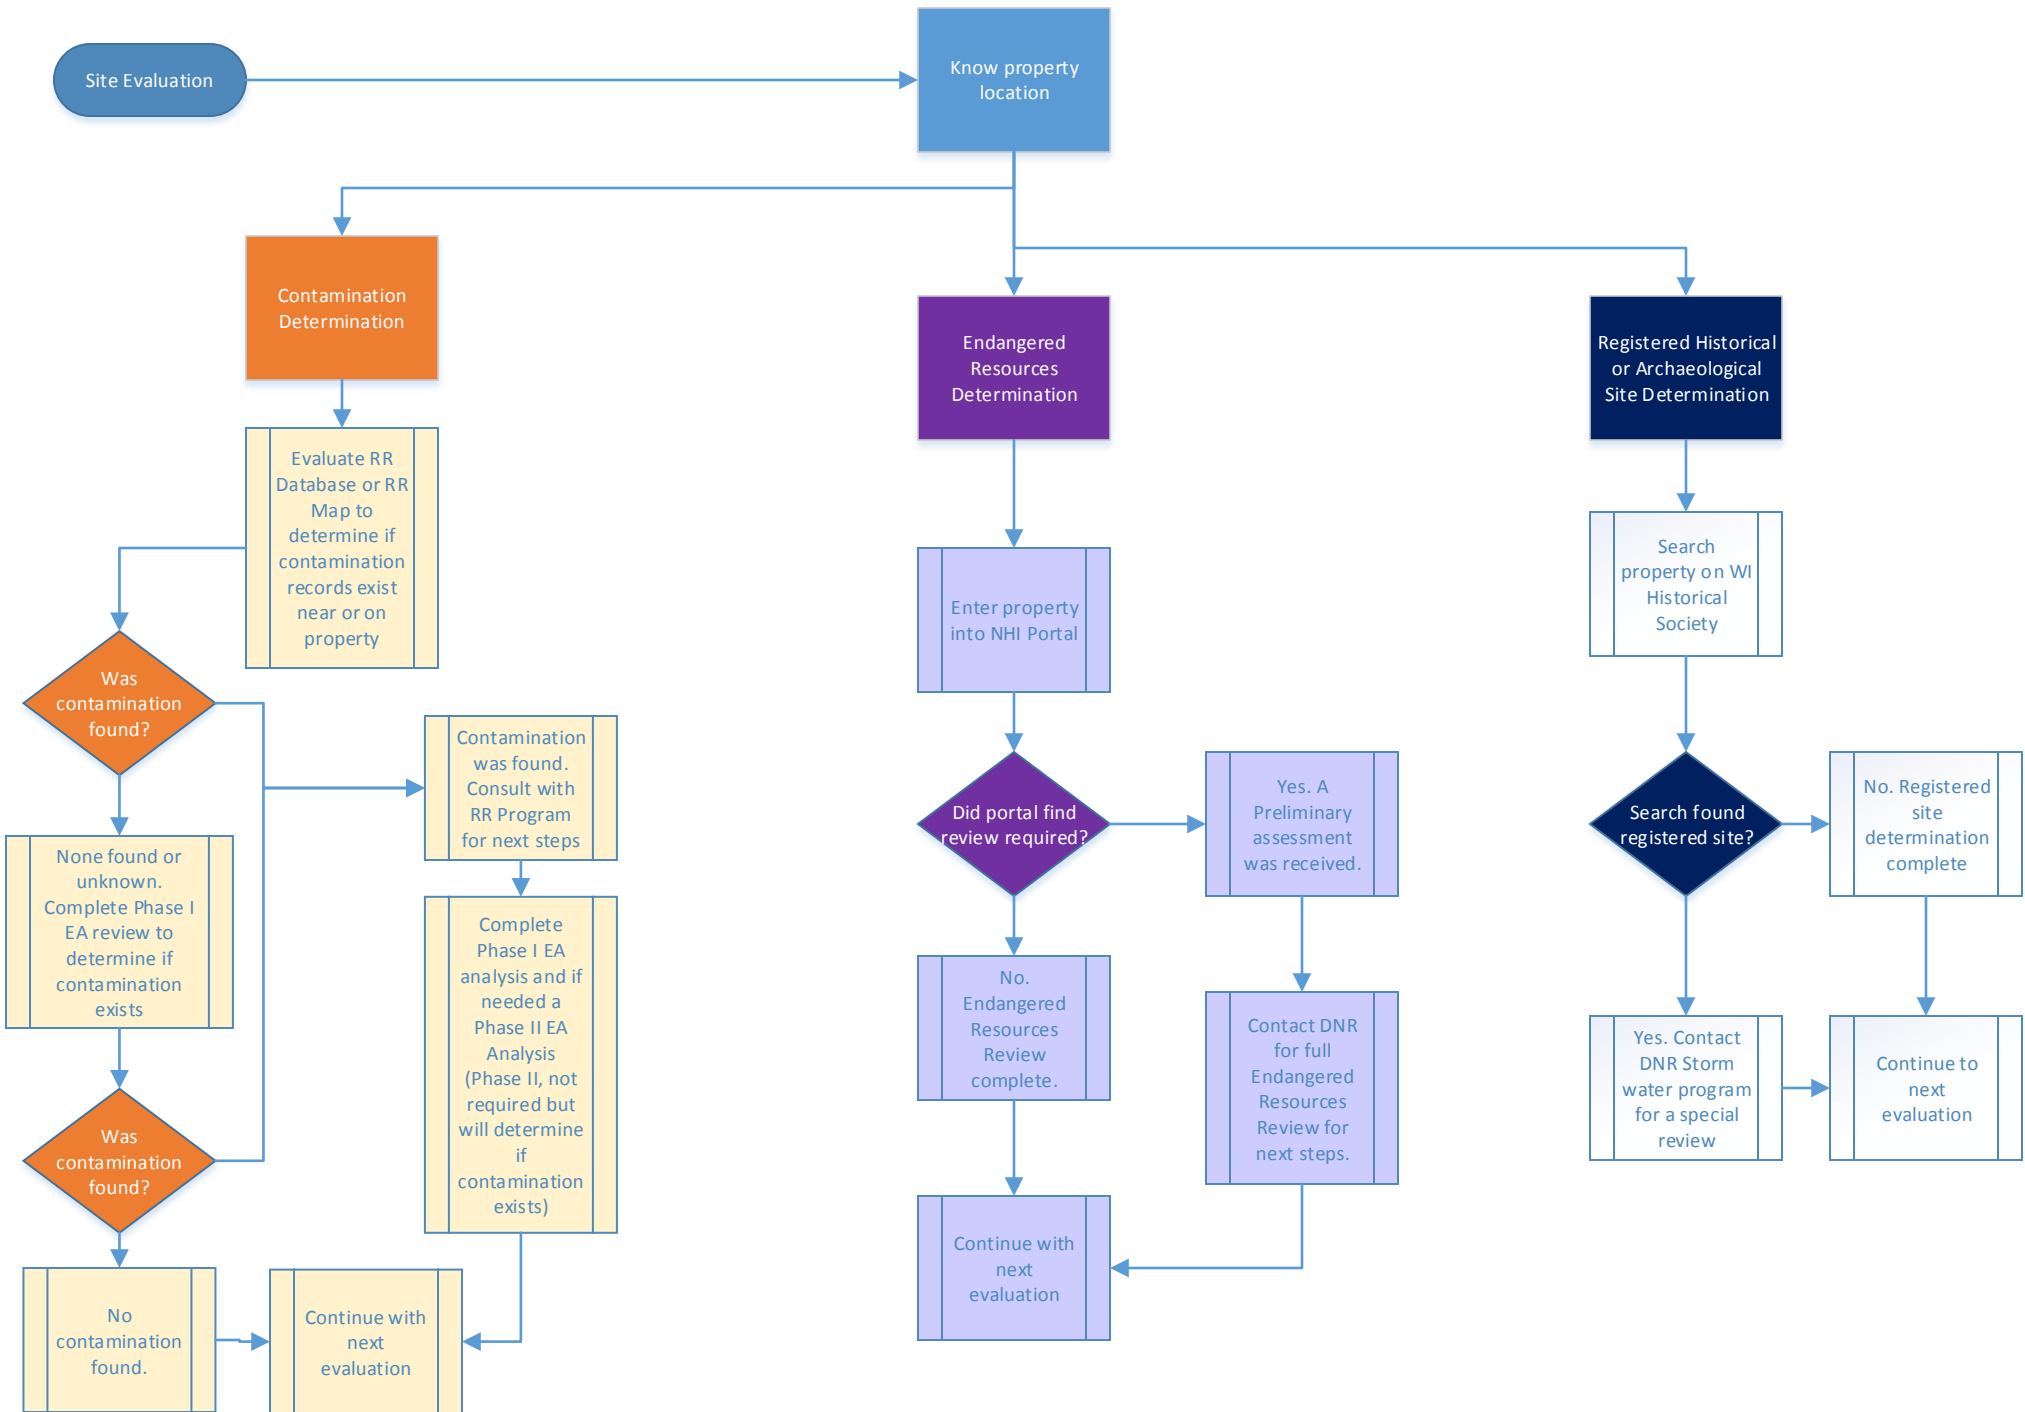 Site Evaluation
Know property
location
Contamination
Determination
Evaluate RR
Database or RR
Map to
determine if
contamination
records exist
near or on
property
Was
contamination
found?
Contamination
was found.
Consult with
RR Program
for next steps
None found or
unknown.
Complete Phase I
EA review to
determine if
contamination
exists
Complete
Phase I EA
analysis and if
needed a
Phase II EA
Analysis
(Phase II, not
required but
will determine
if
contamination
exists)
Was
contamination
found?
No
contamination
found.
Continue with
next
evaluation
Endangered
Resources
Determination
Enter property
into NHI Portal
Did portal find
review required?
Yes. A
Preliminary
assessment
was received.
No.
Endangered
Resources
Review
complete.
Contact DNR
for full
Endangered
Resources
Review for
next steps.
Continue with
next
evaluation
Registered Historical
or Archaeological
Site Determination
Search
property on WI
Historical
Society
Search found
registered site?
No. Registered
site
determination
complete
Yes. Contact
DNR Storm
water program
for a special
review
Continue to
next
evaluation